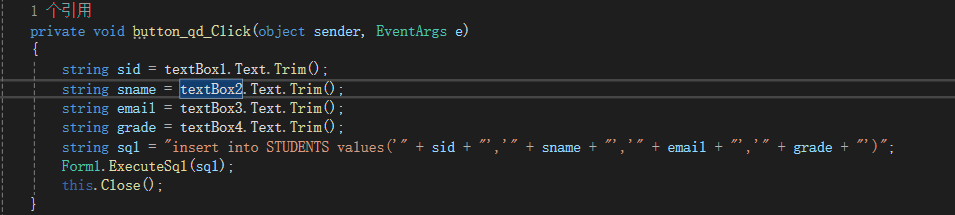 1 个引用
private void button_qd_Click(object sender, EventArgs e)
{
string sid = textBox1.Text.Trim();
string sname = textBox2.Text.Trim();
string email = textBox3.Text.Trim();
string grade = textBox4.Text.Trim();
string sql = "insert into STUDENTS values('" + sid + "','" + sname + "','" + email + "','" + grade + "')";
Form1.ExecuteSql(sql);
this.Close();
}